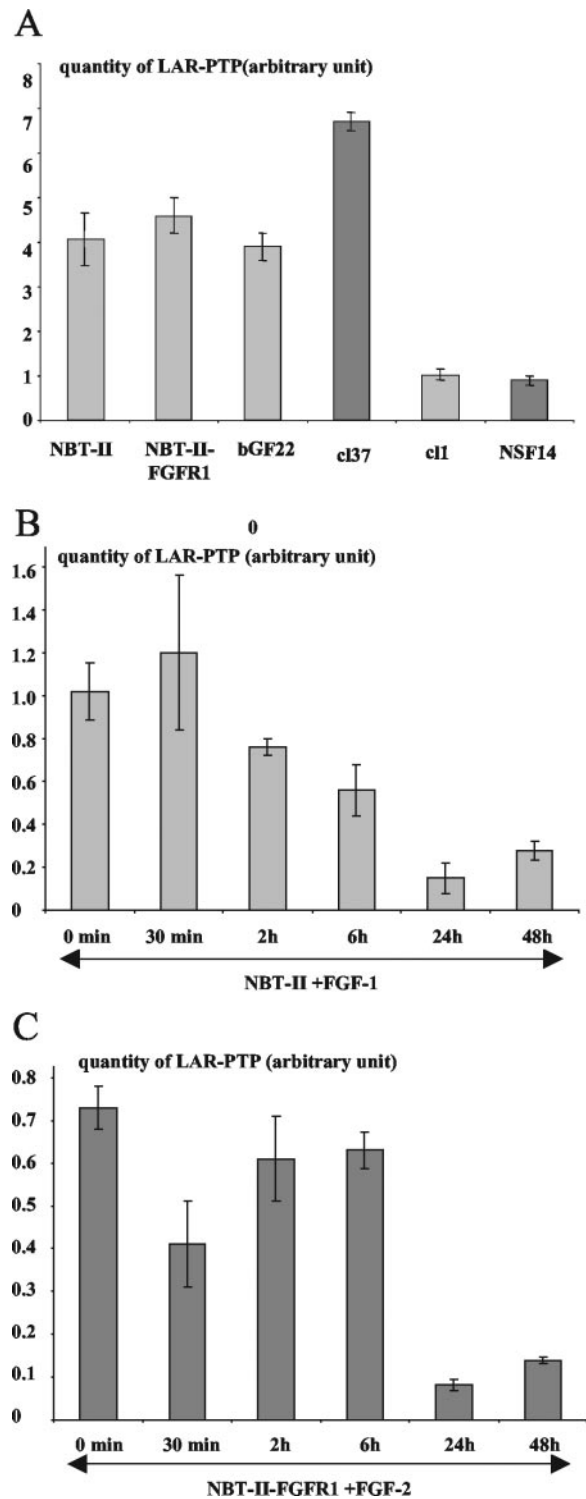 A
quantity of LAR-PTP(arbitrary unit)
8
7
6
5
4
3
2
1
0
NBT-II NBT-II-FGFR1 bGF22 cl37 cl1 NSF14
B
0
quantity of LAR-PTP (arbitrary unit)
1.6
1.4
1.2
1.0
0.8
0.6
0.4
0.2
0
0 min 30 min 2h 6h 24h 48h
NBT-II +FGF-1
C
quantity of LAR-PTP (arbitrary unit)
0.8
0.7
0.6
0.5
0.4
0.3
0.2
0.1
0
0 min 30 min 2h 6h 24h 48h
NBT-II-FGFR1 +FGF-2